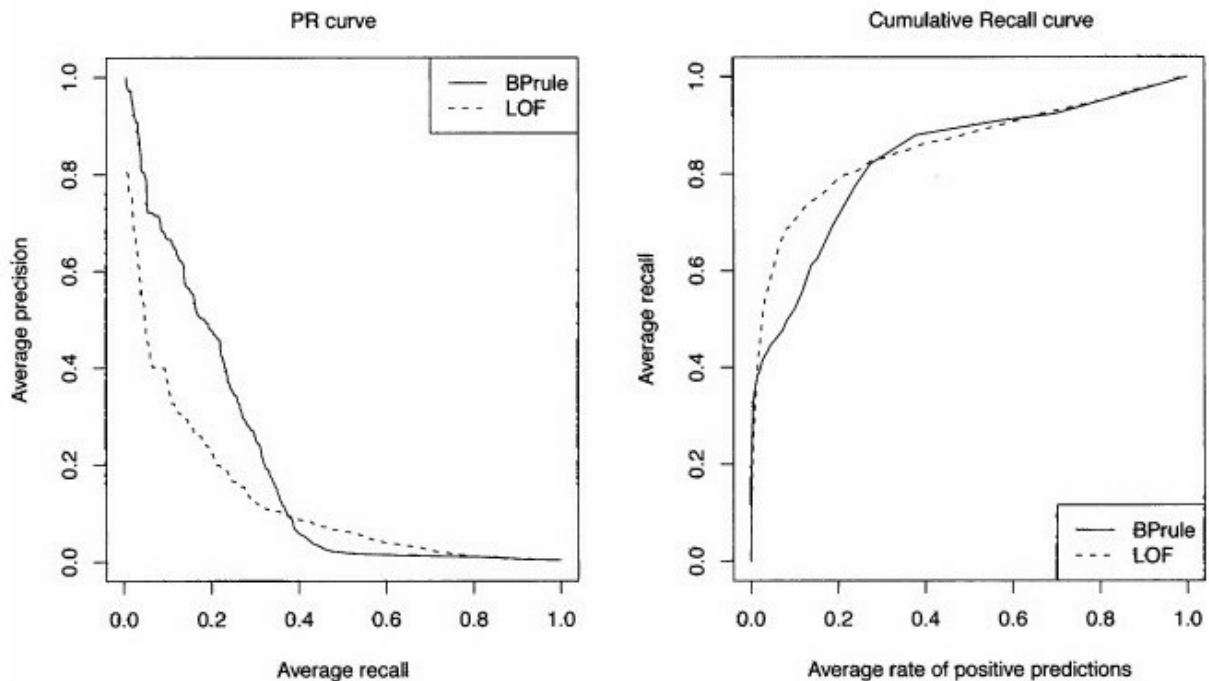 PR curve
BPrule
LOF
Average precision
0.0 0.2 0.4 0.6 0.8 1.0
0.0 0.2 0.4 0.6 0.8 1.0
Average recall
Cumulative Recall curve
Average recall
0.0 0.2 0.4 0.6 0.8 1.0
BPrule
LOF
0.0 0.2 0.4 0.6 0.8 1.0
Average rate of positive predictions